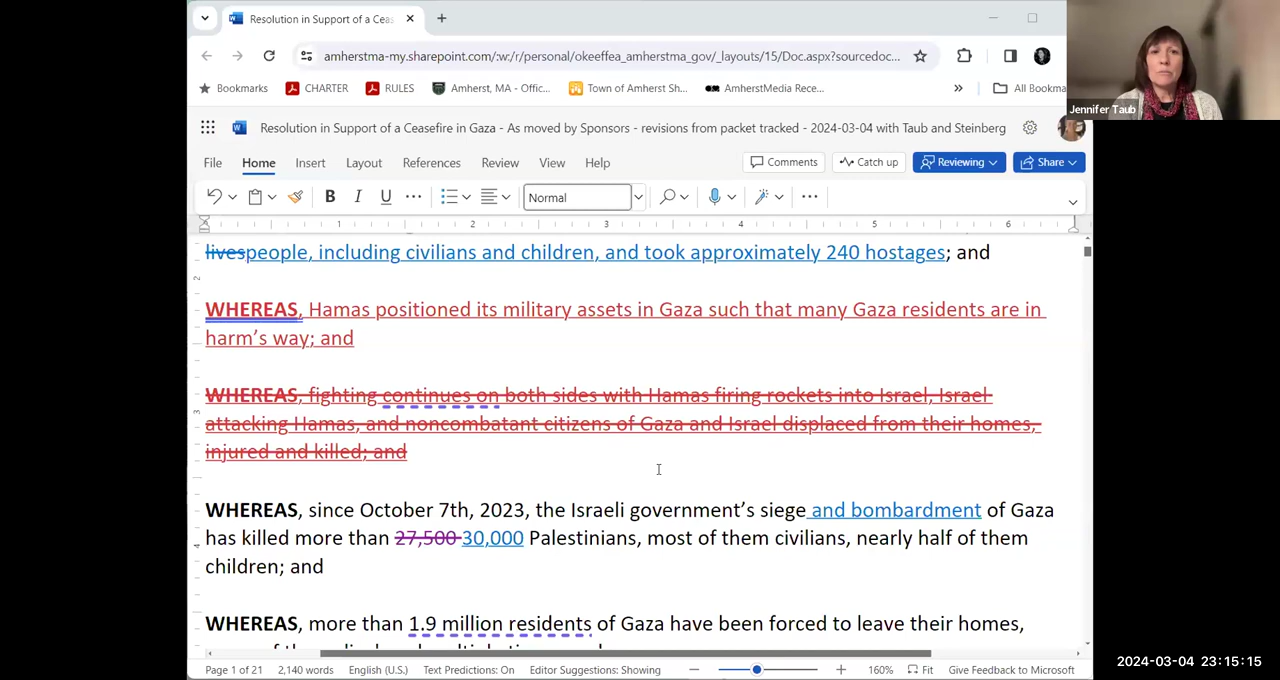 Resolution in Support of a Ceas
amherstma-my.sharepoint.com/:w:/r/personal/okeeffea_amherstma_gov/_layouts/15/Doc.aspx?sourcedoc...
Bookmarks CHARTER RULES Amherst, MA - Offic... Town of Amherst Sh... AmherstMedia Rece... » All Bookma
Jennifer Taub
Resolution in Support of a Ceasefire in Gaza - As moved by Sponsors - revisions from packet tracked - 2024-03-04 with Taub and Steinberg
File Home Insert Layout References Review View Help Comments Catch up Reviewing Share
B I U ... Normal ...
1 2 3 4 5 6
livespeople, including civilians and children, and took approximately 240 hostages; and
WHEREAS, Hamas positioned its military assets in Gaza such that many Gaza residents are in
harm's way; and
WHEREAS, fighting continues on both sides with Hamas firing rockets into Israel, Israel
attacking Hamas, and noncombatant citizens of Gaza and Israel displaced from their homes,
injured and killed; and
WHEREAS, since October 7th, 2023, the Israeli government's siege and bombardment of Gaza
has killed more than 27,500 30,000 Palestinians, most of them civilians, nearly half of them
children; and
WHEREAS, more than 1.9 million residents of Gaza have been forced to leave their homes,
Page 1 of 21 2,140 words English (U.S.) Text Predictions: On Editor Suggestions: Showing 160% Fit Give Feedback to Microsoft
2024-03-04 23:15:15